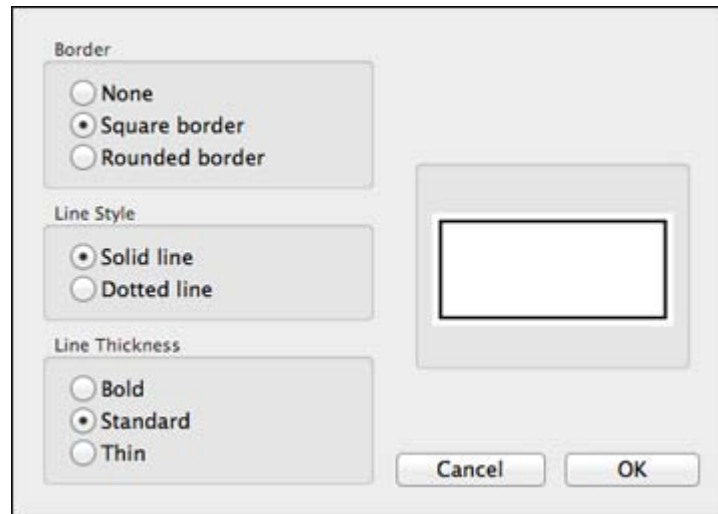 Border
None
Square border
Rounded border
Line Style
Solid line
Dotted line
Line Thickness
Bold
Standard
Thin
Cancel
OK